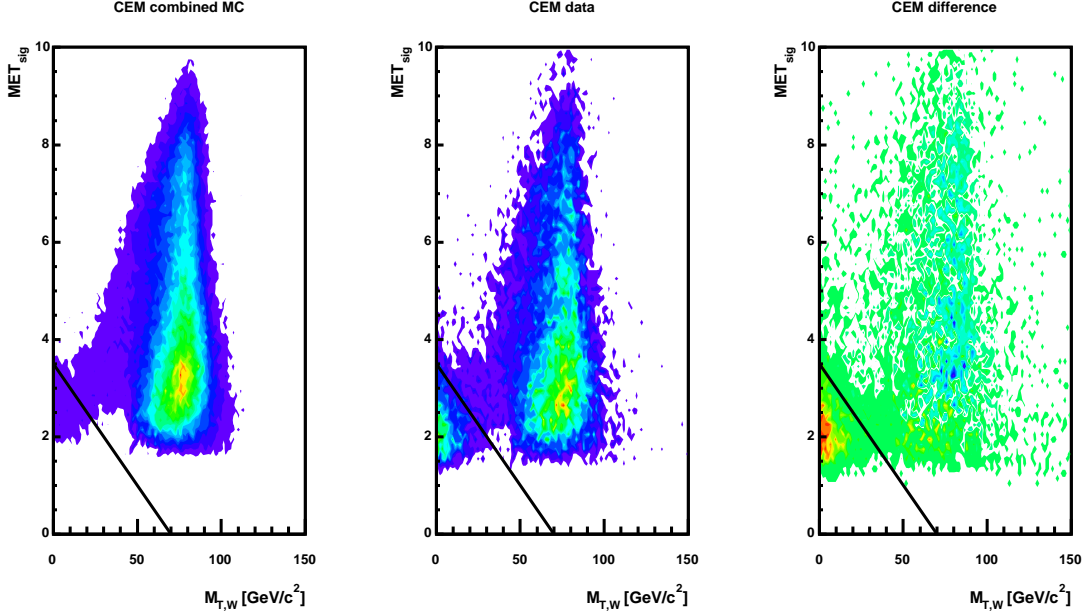 CEM combined MC
MET_sig
10
8
6
4
2
0
0 50 100 150
M_T,W [GeV/c^2]
CEM data
MET_sig
10
8
6
4
2
0
0 50 100 150
M_T,W [GeV/c^2]
CEM difference
MET_sig
10
8
6
4
2
0
0 50 100 150
M_T,W [GeV/c^2]